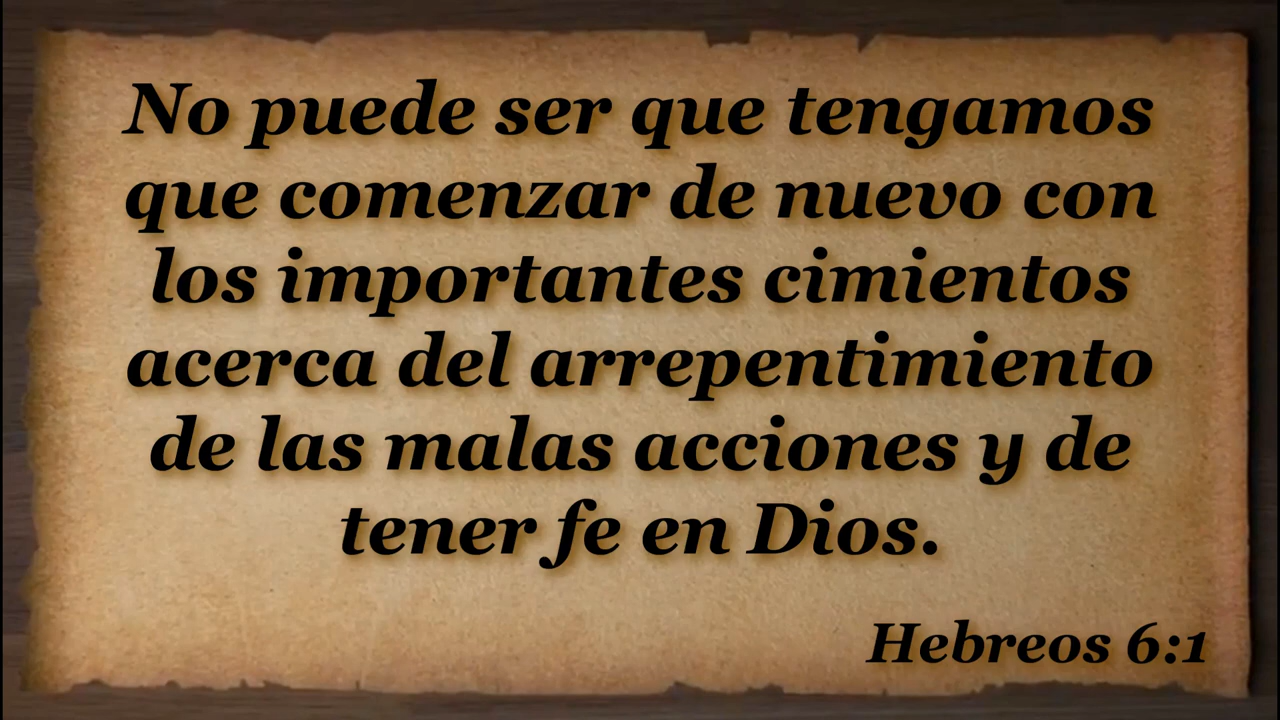 No puede ser que tengamos
que comenzar de nuevo con
los importantes cimientos
acerca del arrepentimiento
de las malas acciones y de
tener fe en Dios.
Hebreos 6:1